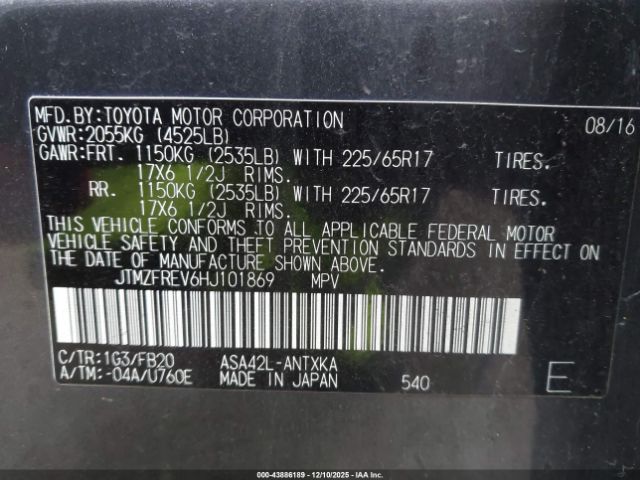 MFD.BY:TOYOTA MOTOR CORPORATION 08/16
GVWR:2055KG (4525LB)
GAWR:FRT. 1150KG (2535LB) WITH 225/65R17 TIRES.
17X6 1/2J RIMS.
RR. 1150KG (2535LB) WITH 225/65R17 TIRES.
17X6 1/2J RIMS.
THIS VEHICLE CONFORMS TO ALL APPLICABLE FEDERAL MOTOR
VEHICLE SAFETY AND THEFT PREVENTION STANDARDS IN EFFECT ON
THE DATE OF MANUFACTURE SHOWN ABOVE.
JTMZFREV6HJ101869 MPV
C/TR:1G3/FB20 ASA42L-ANTXKA
A/TM:-04A/U760E MADE IN JAPAN 540 E
000-43886189 - 12/10/2025 - IAA, Inc.